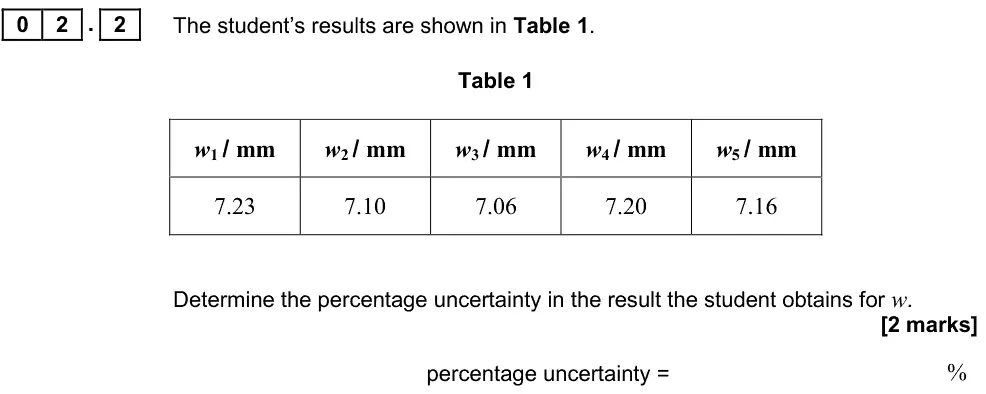 0 2 . 2 The student's results are shown in Table 1.
Table 1
w₁ / mm w₂ / mm w₃ / mm w₄ / mm w₅ / mm
7.23 7.10 7.06 7.20 7.16
Determine the percentage uncertainty in the result the student obtains for w.
[2 marks]
percentage uncertainty = %